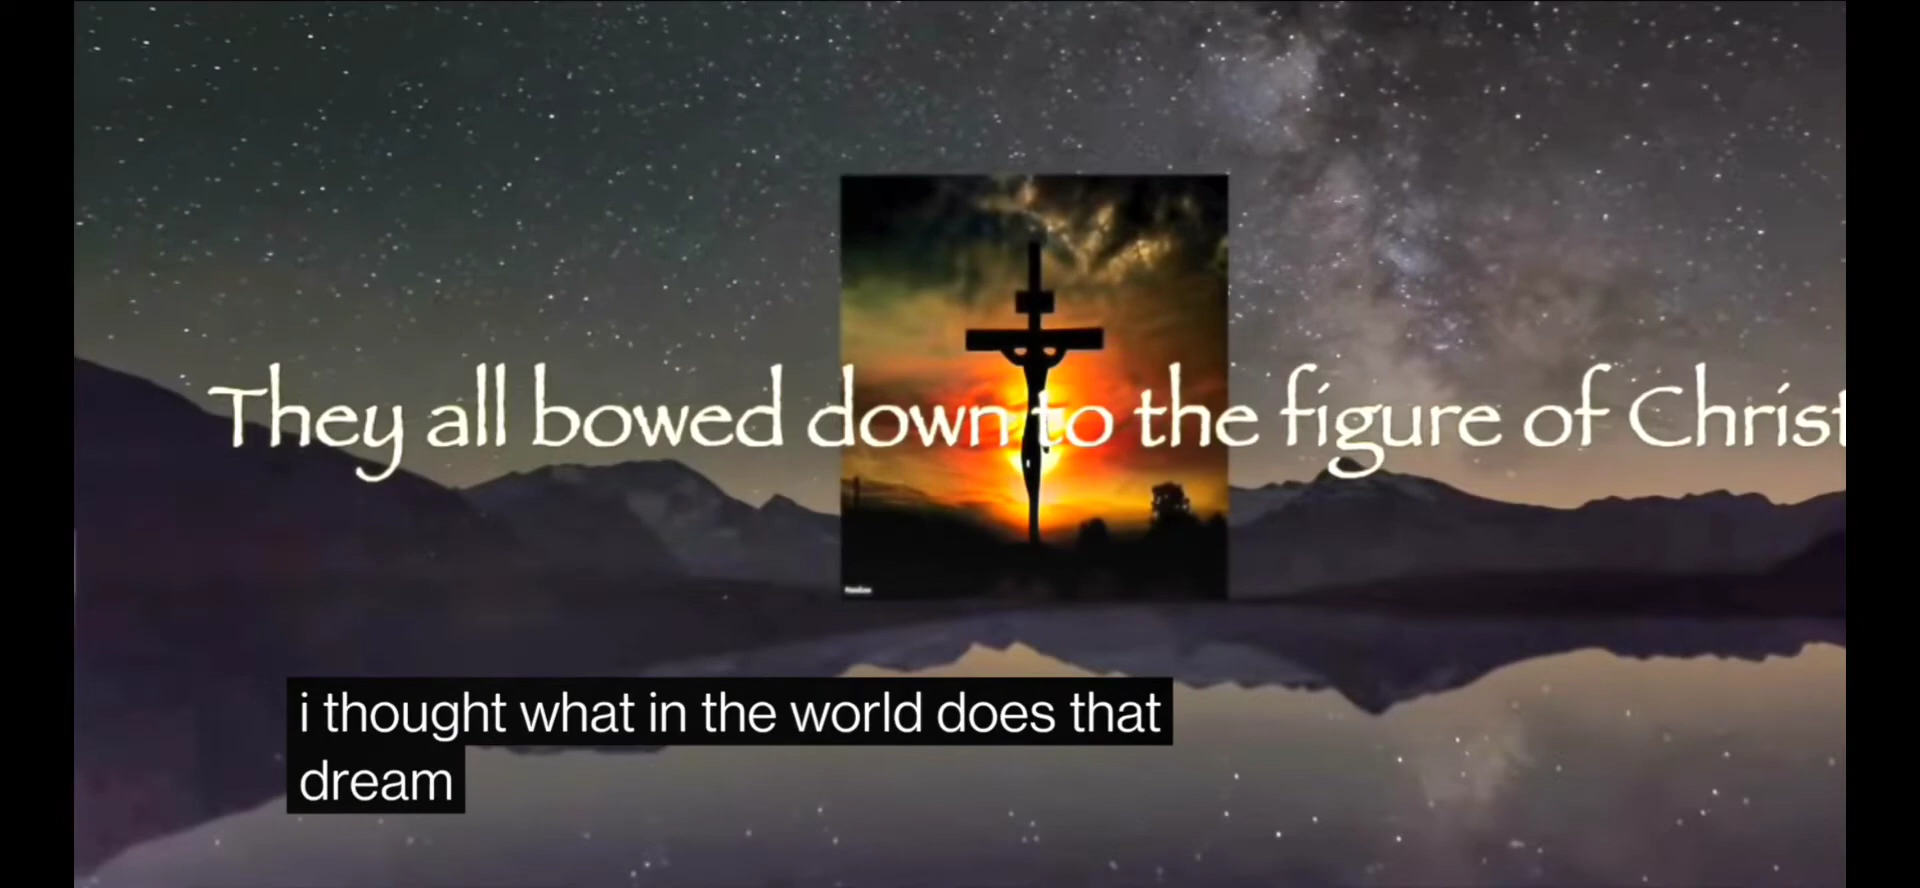 They all bowed down to the figure of Christ
i thought what in the world does that
dream